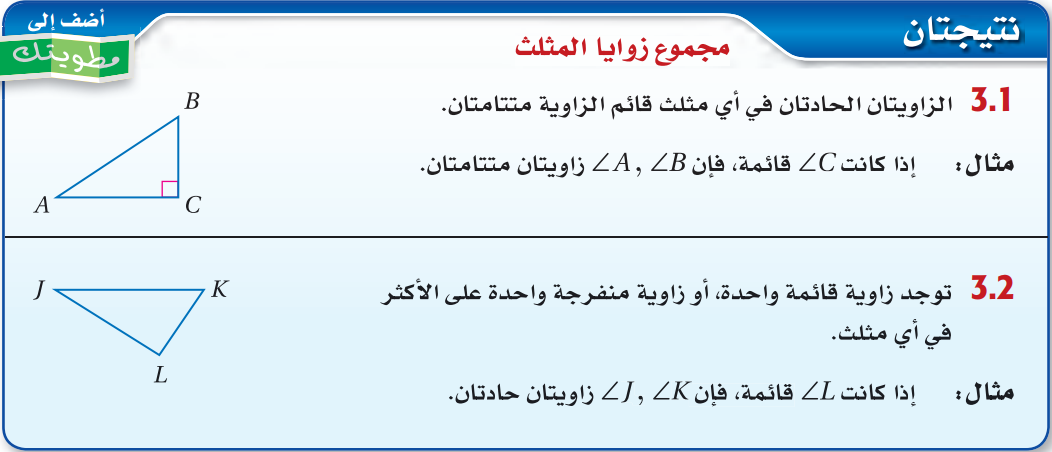 نتيجتان
أضف إلى
مطويتك
مجموع زوايا المثلث
3.1 الزاويتان الحادتان في أي مثلث قائم الزاوية متتامتان.
مثال: إذا كانت ∠C قائمة، فإن ∠A , ∠B زاويتان متتامتان.
B
A
C
3.2 توجد زاوية قائمة واحدة، أو زاوية منفرجة واحدة على الأكثر
في أي مثلث.
مثال: إذا كانت ∠L قائمة، فإن ∠J , ∠K زاويتان حادتان.
J
K
L